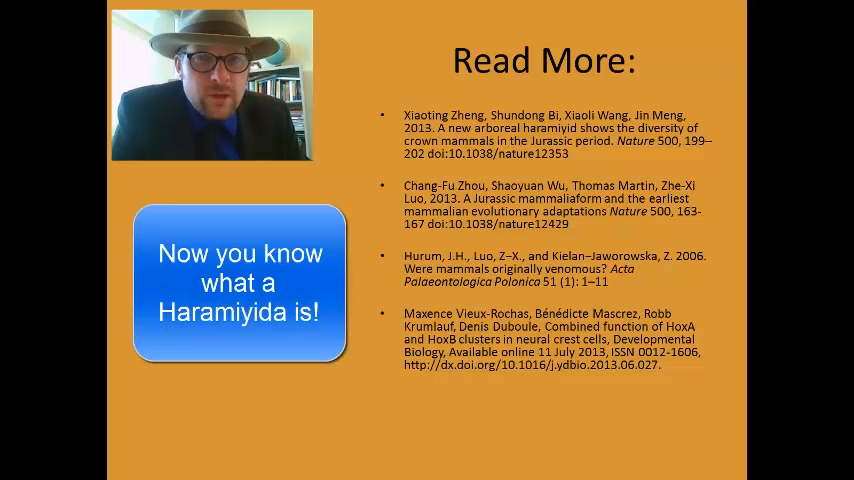 Read More:
• Xiaoting Zheng, Shundong Bi, Xiaoli Wang, Jin Meng,
2013. A new arboreal haramiyid shows the diversity of
crown mammals in the Jurassic period. Nature 500, 199–
202 doi:10.1038/nature12353
• Chang-Fu Zhou, Shaoyuan Wu, Thomas Martin, Zhe-Xi
Luo, 2013. A Jurassic mammaliaform and the earliest
mammalian evolutionary adaptations Nature 500, 163-
167 doi:10.1038/nature12429
• Hurum, J.H., Luo, Z–X., and Kielan–Jaworowska, Z. 2006.
Were mammals originally venomous? Acta
Palaeontologica Polonica 51 (1): 1–11
• Maxence Vieux-Rochas, Bénédicte Mascrez, Robb
Krumlauf, Denis Duboule, Combined function of HoxA
and HoxB clusters in neural crest cells, Developmental
Biology, Available online 11 July 2013, ISSN 0012-1606,
http://dx.doi.org/10.1016/j.ydbio.2013.06.027.
Now you know
what a
Haramiyida is!